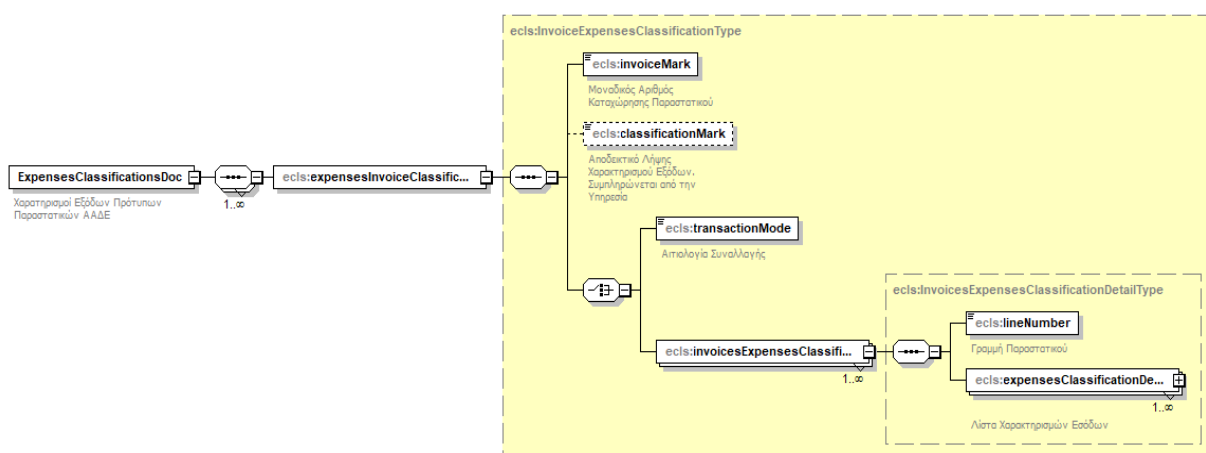 ecls:InvoiceExpensesClassificationType
ecls:invoiceMark
Μοναδικός Αριθμός
Καταχώρησης Παραστατικού
ecls:classificationMark
Αποδεικτικό Λήψης
Χαρακτηρισμού Εξόδων.
Συμπληρώνεται από την
Υπηρεσία
ExpensesClassificationsDoc
Χαρατηρισμοί Εξόδων Πρότυπων
Παραστατικών ΑΑΔΕ
1..∞
ecls:expensesInvoiceClassific...
ecls:transactionMode
Αιτιολογία Συναλλαγής
ecls:invoicesExpensesClassifi...
1..∞
ecls:InvoicesExpensesClassificationDetailType
ecls:lineNumber
Γραμμή Παραστατικού
ecls:expensesClassificationDe...
1..∞
Λίστα Χαρακτηρισμών Εσόδων